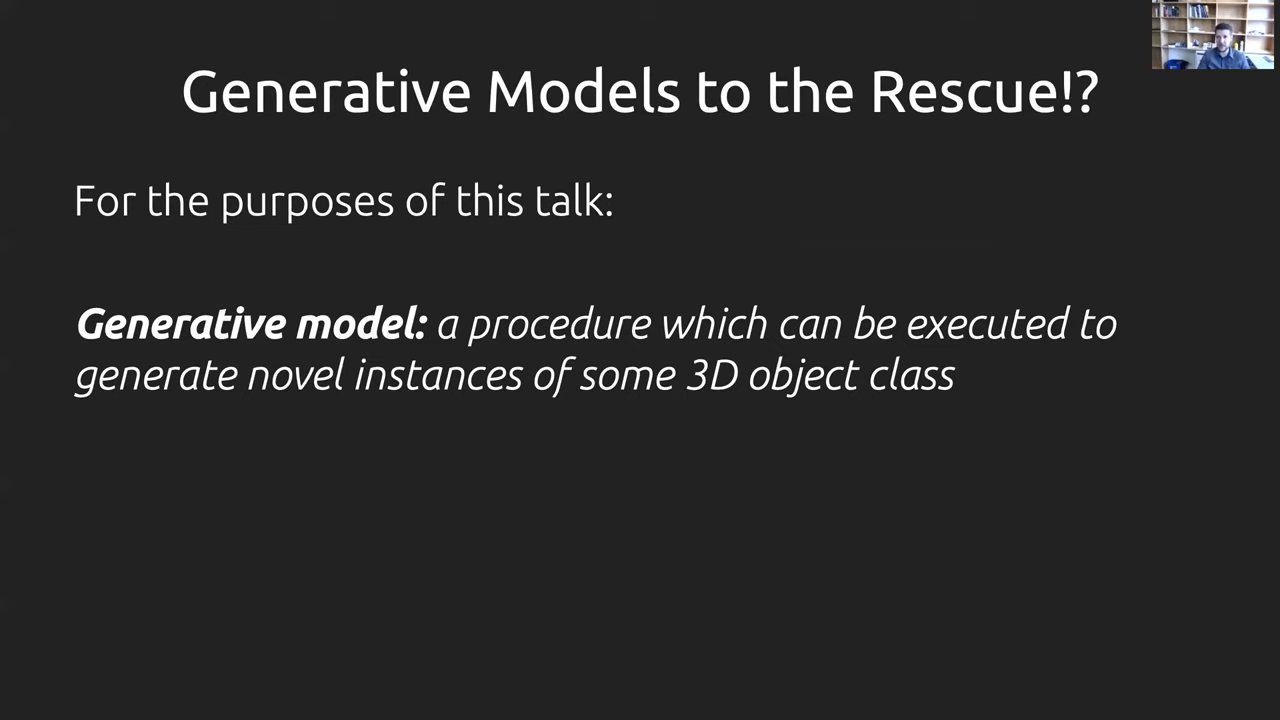 Generative Models to the Rescue!?
For the purposes of this talk:
Generative model: a procedure which can be executed to
generate novel instances of some 3D object class